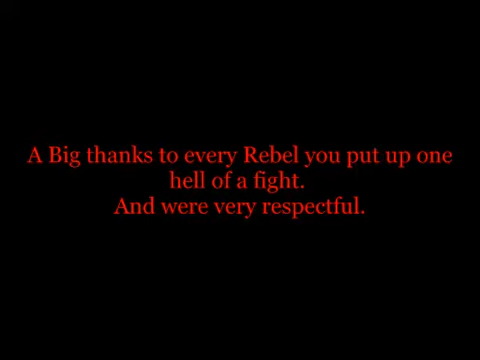 A Big thanks to every Rebel you put up one
hell of a fight.
And were very respectful.